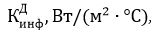 К^Д_инф, Вт/(м² · °С),